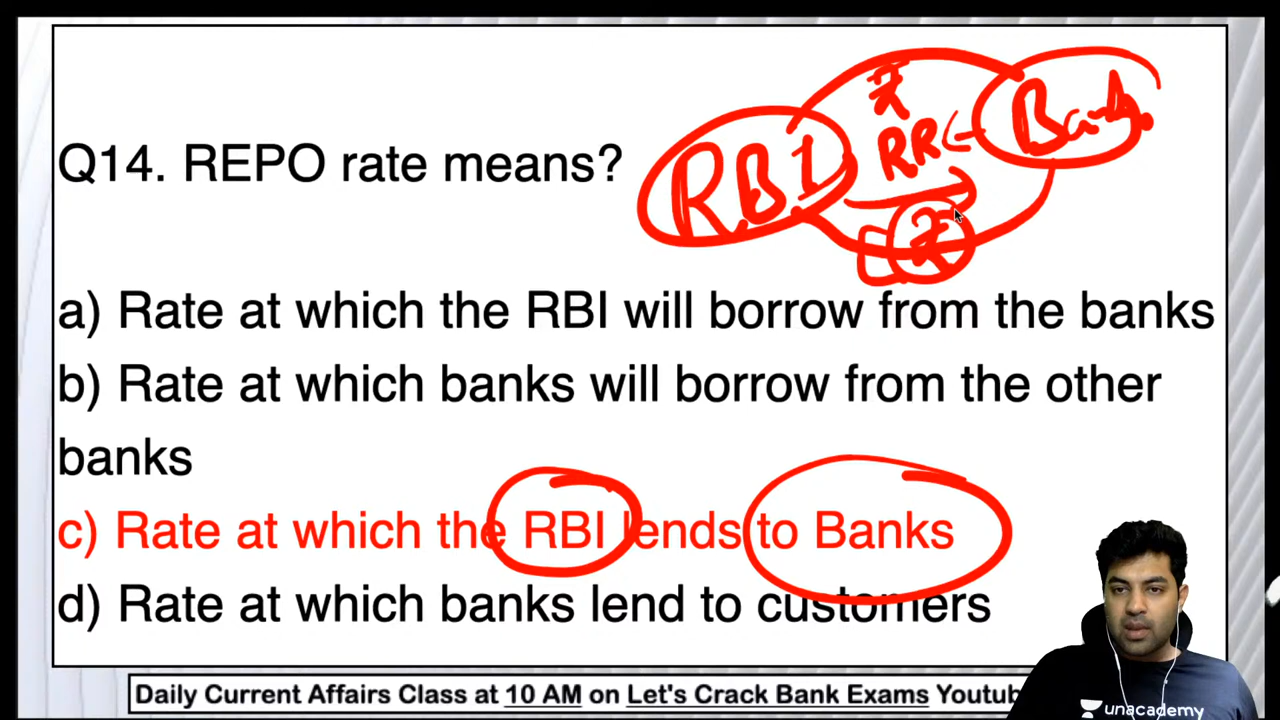 RBI ₹ RR Bank
Q14. REPO rate means?
₹
a) Rate at which the RBI will borrow from the banks
b) Rate at which banks will borrow from the other
banks
c) Rate at which the RBI lends to Banks
d) Rate at which banks lend to customers
Daily Current Affairs Class at 10 AM on Let's Crack Bank Exams Youtub
unacademy